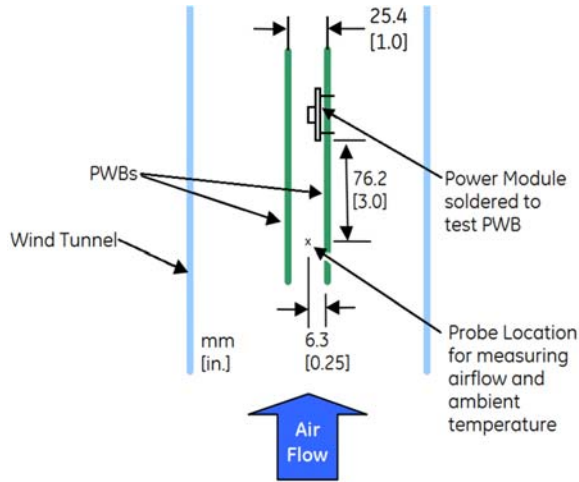 25.4
[1.0]
PWBs
76.2
[3.0]
Power Module
soldered to
test PWB
Wind Tunnel
x
mm
[in.]
6.3
[0.25]
Probe Location
for measuring
airflow and
ambient
temperature
Air
Flow